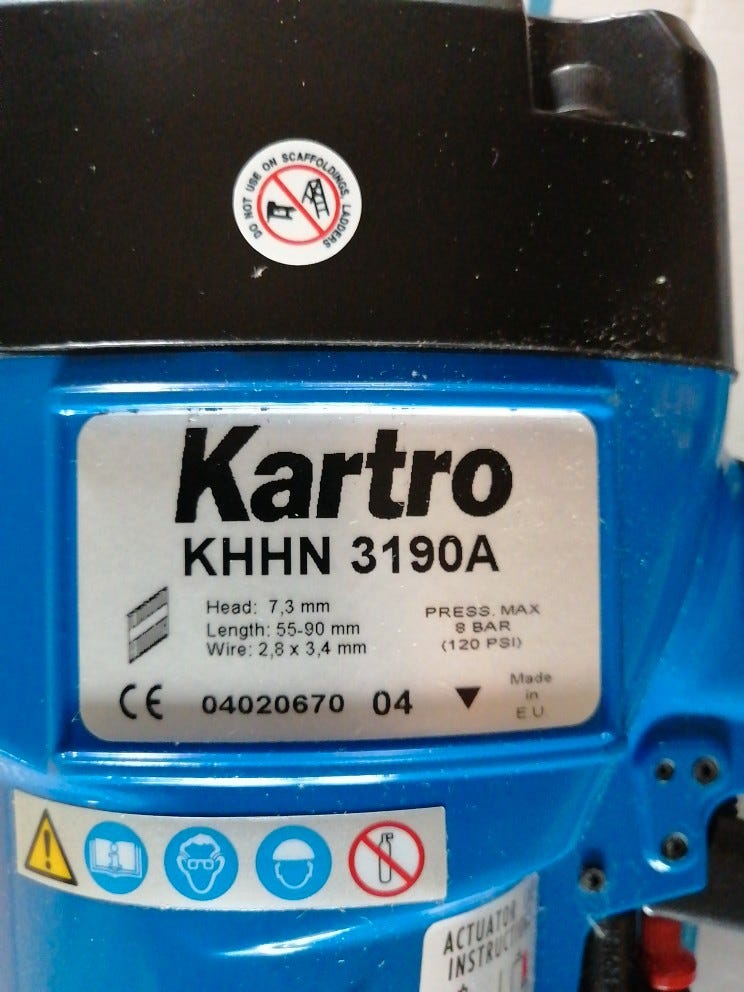 DO NOT USE ON SCAFFOLDINGS, LADDERS
Kartro
KHHN 3190A
Head: 7,3 mm
Length: 55-90 mm
Wire: 2,8 x 3,4 mm
PRESS. MAX
8 BAR
(120 PSI)
CE 04020670 04
Made
in
E.U.
ACTUATOR